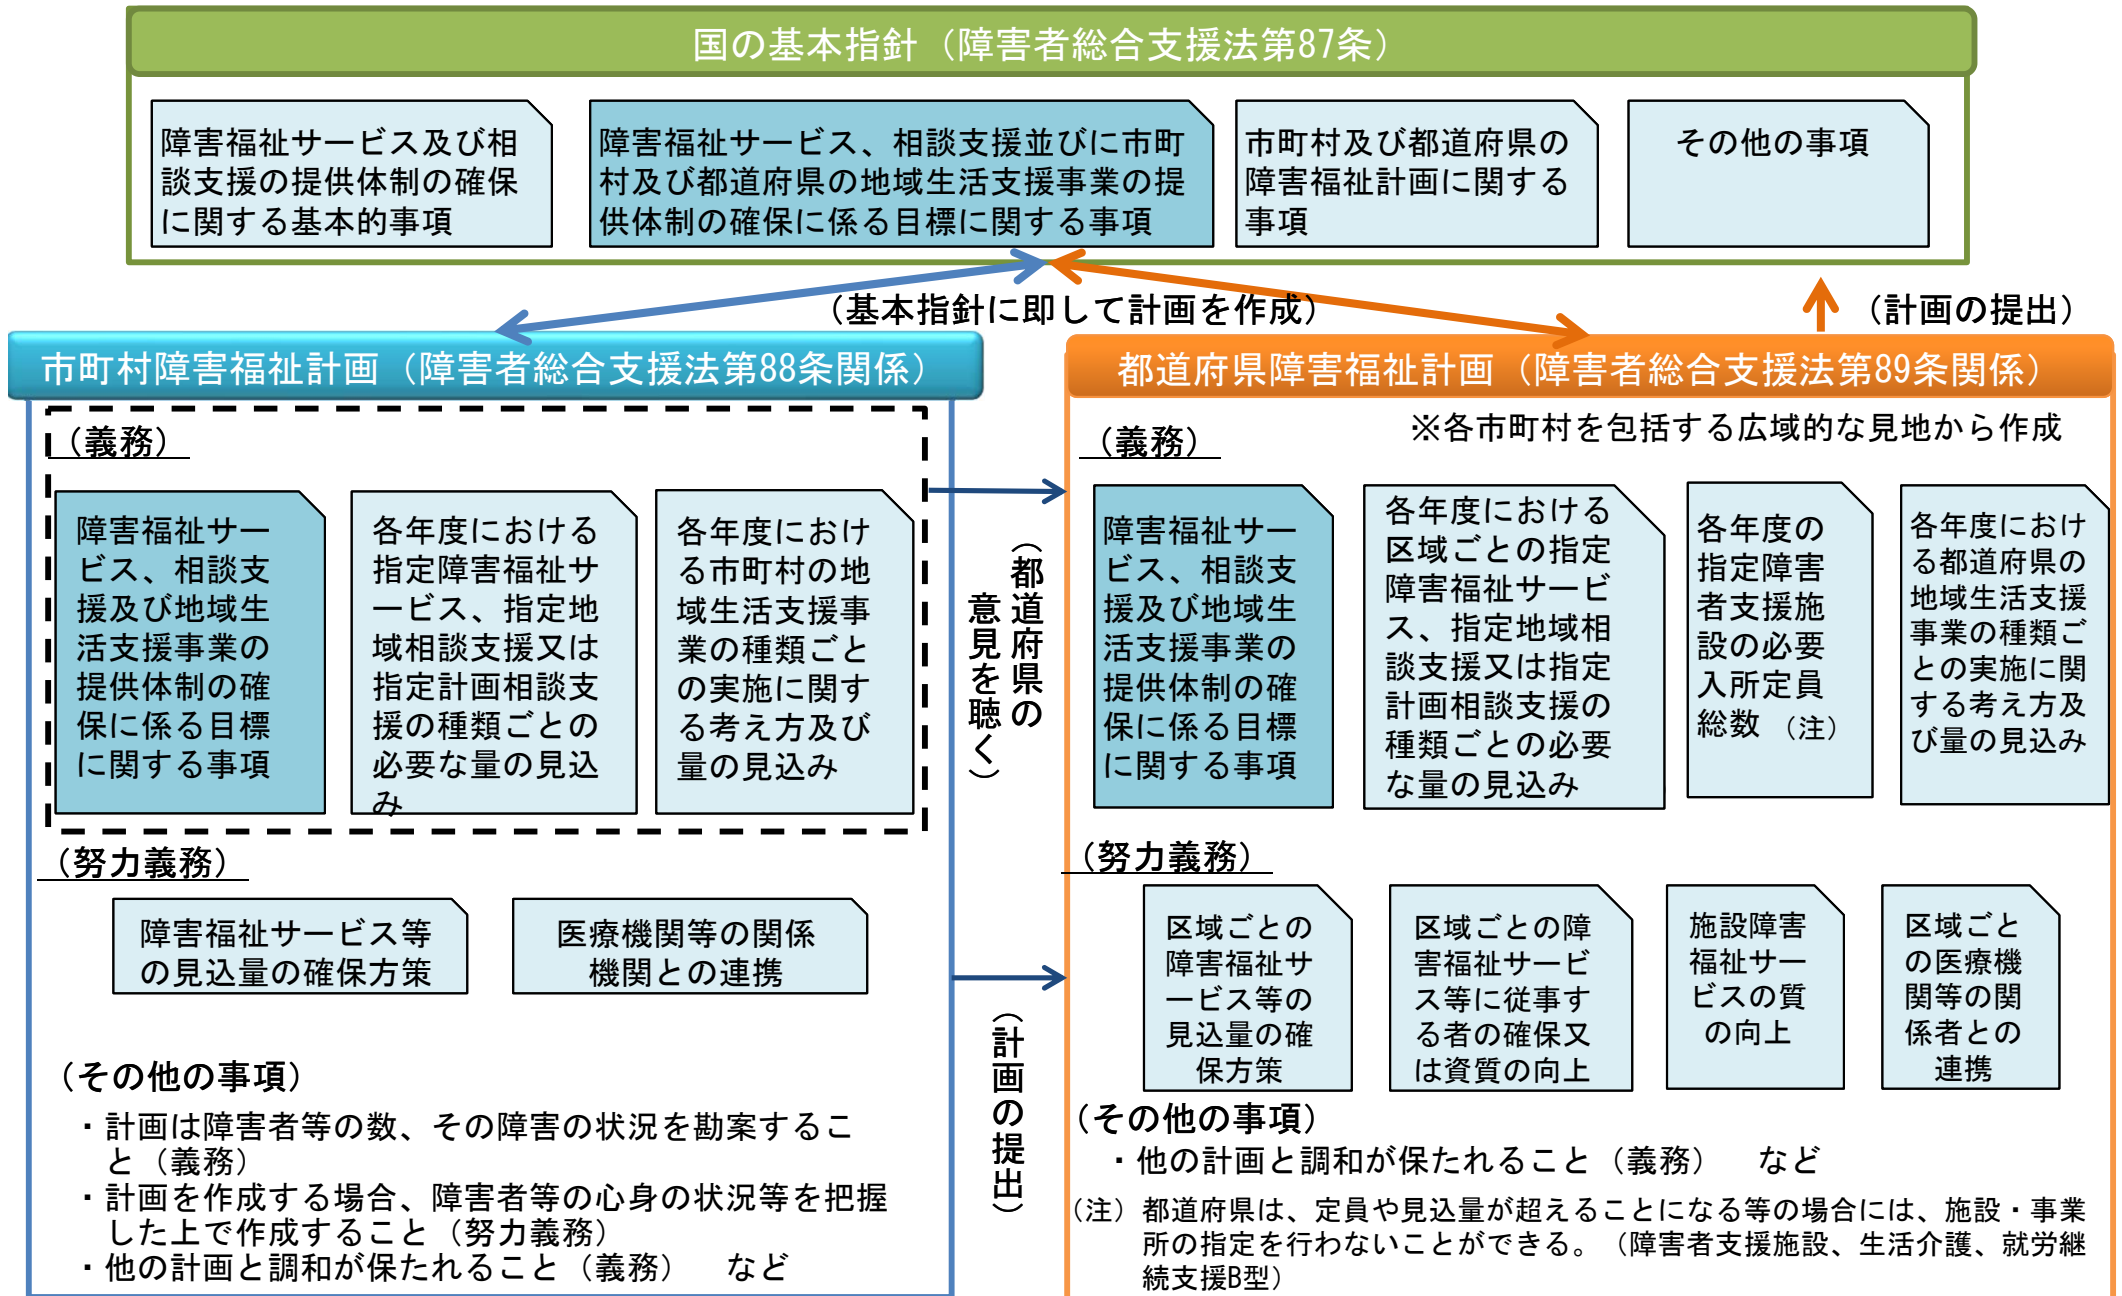 国の基本指針（障害者総合支援法第87条）
障害福祉サービス及び相
談支援の提供体制の確保
に関する基本的事項
障害福祉サービス、相談支援並びに市町
村及び都道府県の地域生活支援事業の提
供体制の確保に係る目標に関する事項
市町村及び都道府県の
障害福祉計画に関する
事項
その他の事項
（基本指針に即して計画を作成）
（計画の提出）
市町村障害福祉計画（障害者総合支援法第88条関係）
（義務）
障害福祉サー
ビス、相談支
援及び地域生
活支援事業の
提供体制の確
保に係る目標
に関する事項
各年度における
指定障害福祉サ
ービス、指定地
域相談支援又は
指定計画相談支
援の種類ごとの
必要な量の見込
み
各年度におけ
る市町村の地
域生活支援事
業の種類ごと
の実施に関す
る考え方及び
量の見込み
（努力義務）
障害福祉サービス等
の見込量の確保方策
医療機関等の関係
機関との連携
（その他の事項）
・計画は障害者等の数、その障害の状況を勘案するこ
と（義務）
・計画を作成する場合、障害者等の心身の状況等を把握
した上で作成すること（努力義務）
・他の計画と調和が保たれること（義務）　など
（都道府県の
意見を聴く）
（計画の提出）
都道府県障害福祉計画（障害者総合支援法第89条関係）
※各市町村を包括する広域的な見地から作成
（義務）
障害福祉サー
ビス、相談支
援及び地域生
活支援事業の
提供体制の確
保に係る目標
に関する事項
各年度における
区域ごとの指定
障害福祉サービ
ス、指定地域相
談支援又は指定
計画相談支援の
種類ごとの必要
な量の見込み
各年度の
指定障害
者支援施
設の必要
入所定員
総数（注）
各年度におけ
る都道府県の
地域生活支援
事業の種類ご
との実施に関
する考え方及
び量の見込み
（努力義務）
区域ごとの
障害福祉サ
ービス等の
見込量の確
保方策
区域ごとの障
害福祉サービ
ス等に従事す
る者の確保又
は資質の向上
施設障害
福祉サー
ビスの質
の向上
区域ごと
の医療機
関等の関
係者との
連携
（その他の事項）
・他の計画と調和が保たれること（義務）　など
（注）都道府県は、定員や見込量が超えることになる等の場合には、施設・事業
所の指定を行わないことができる。（障害者支援施設、生活介護、就労継
続支援B型）